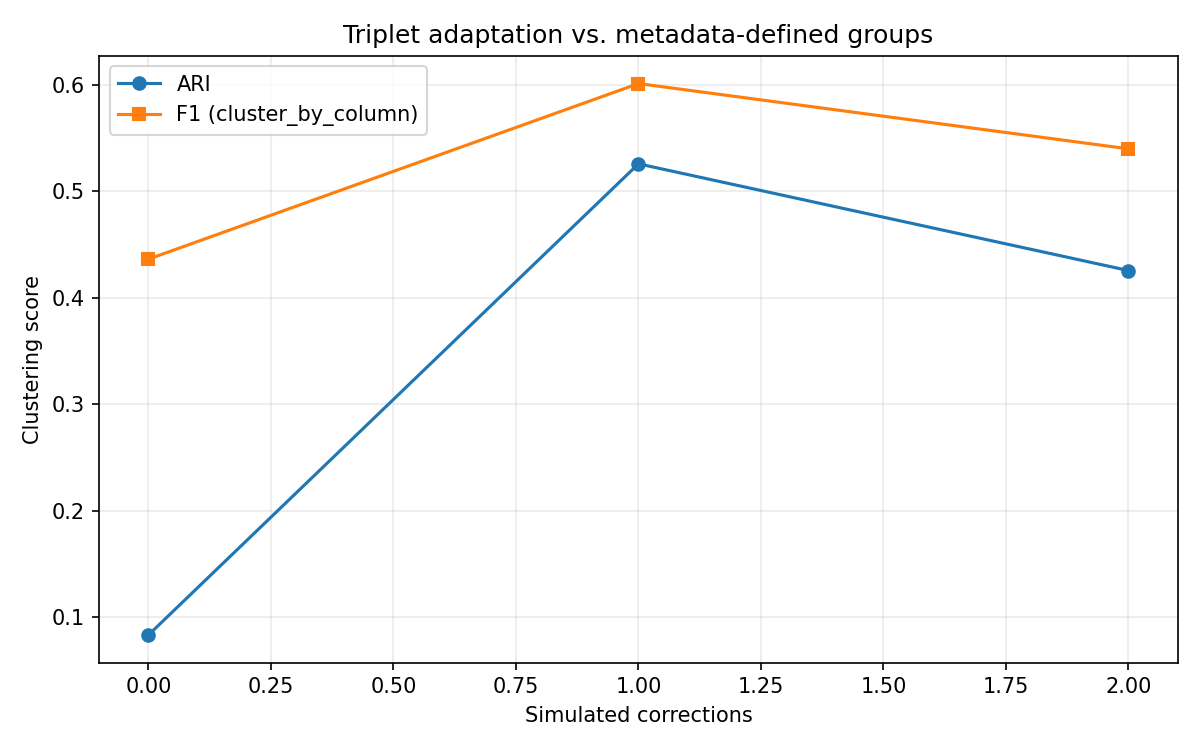 Triplet adaptation vs. metadata-defined groups
ARI
F1 (cluster_by_column)
Clustering score
0.6
0.5
0.4
0.3
0.2
0.1
0.00 0.25 0.50 0.75 1.00 1.25 1.50 1.75 2.00
Simulated corrections